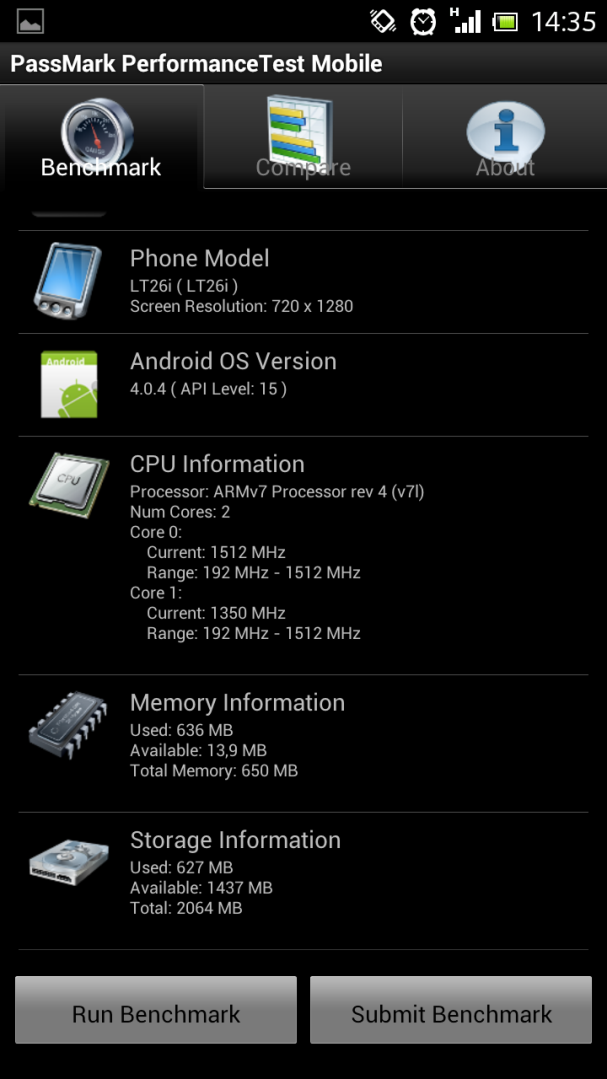 H
14:35
PassMark PerformanceTest Mobile
Benchmark
Compare
About
Phone Model
LT26i ( LT26i )
Screen Resolution: 720 x 1280
Android
Android OS Version
4.0.4 ( API Level: 15 )
CPU
CPU Information
Processor: ARMv7 Processor rev 4 (v7l)
Num Cores: 2
Core 0:
Current: 1512 MHz
Range: 192 MHz - 1512 MHz
Core 1:
Current: 1350 MHz
Range: 192 MHz - 1512 MHz
Memory Information
Used: 636 MB
Available: 13,9 MB
Total Memory: 650 MB
Storage Information
Used: 627 MB
Available: 1437 MB
Total: 2064 MB
Run Benchmark
Submit Benchmark